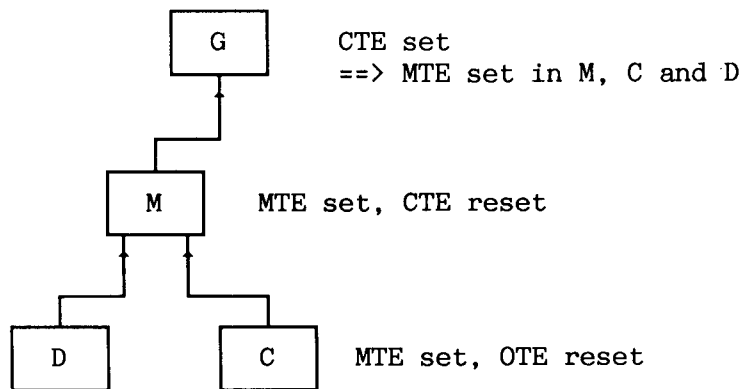 G
CTE set
==> MTE set in M, C and D
M
MTE set, CTE reset
D
C
MTE set, OTE reset